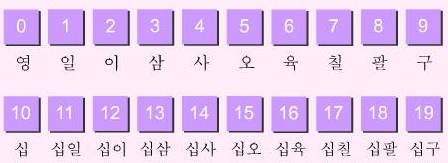 0 1 2 3 4 5 6 7 8 9
영 일 이 삼 사 오 육 칠 팔 구
10 11 12 13 14 15 16 17 18 19
십 십일 십이 십삼 십사 십오 십육 십칠 십팔 십구